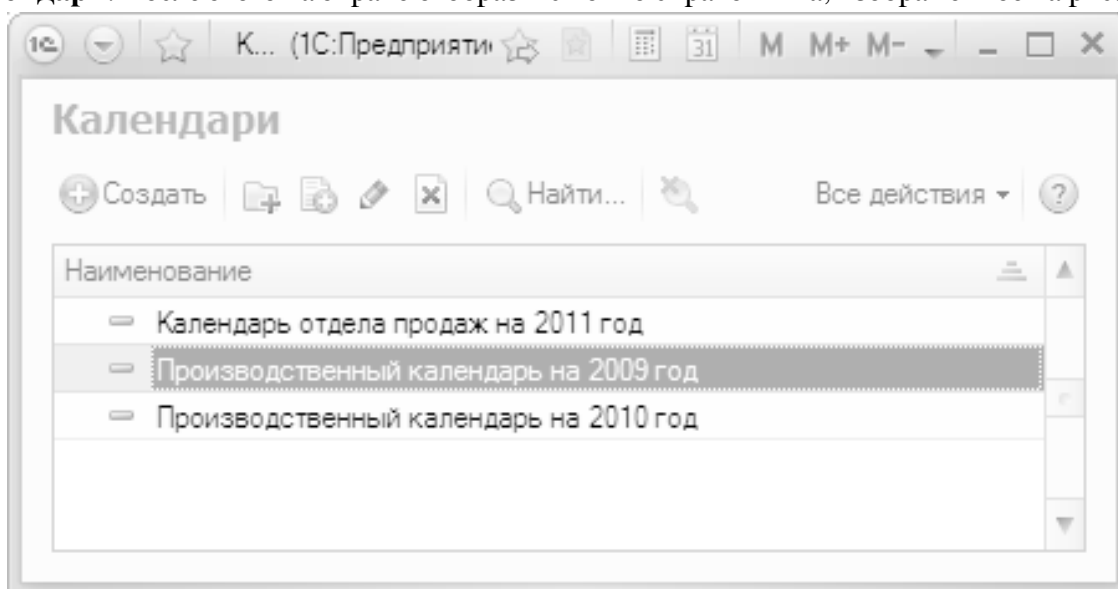 К... (1С:Предприяти 31 M M+ M-
Календари
Создать Найти... Все действия ?
Наименование
Календарь отдела продаж на 2011 год
Производственный календарь на 2009 год
Производственный календарь на 2010 год